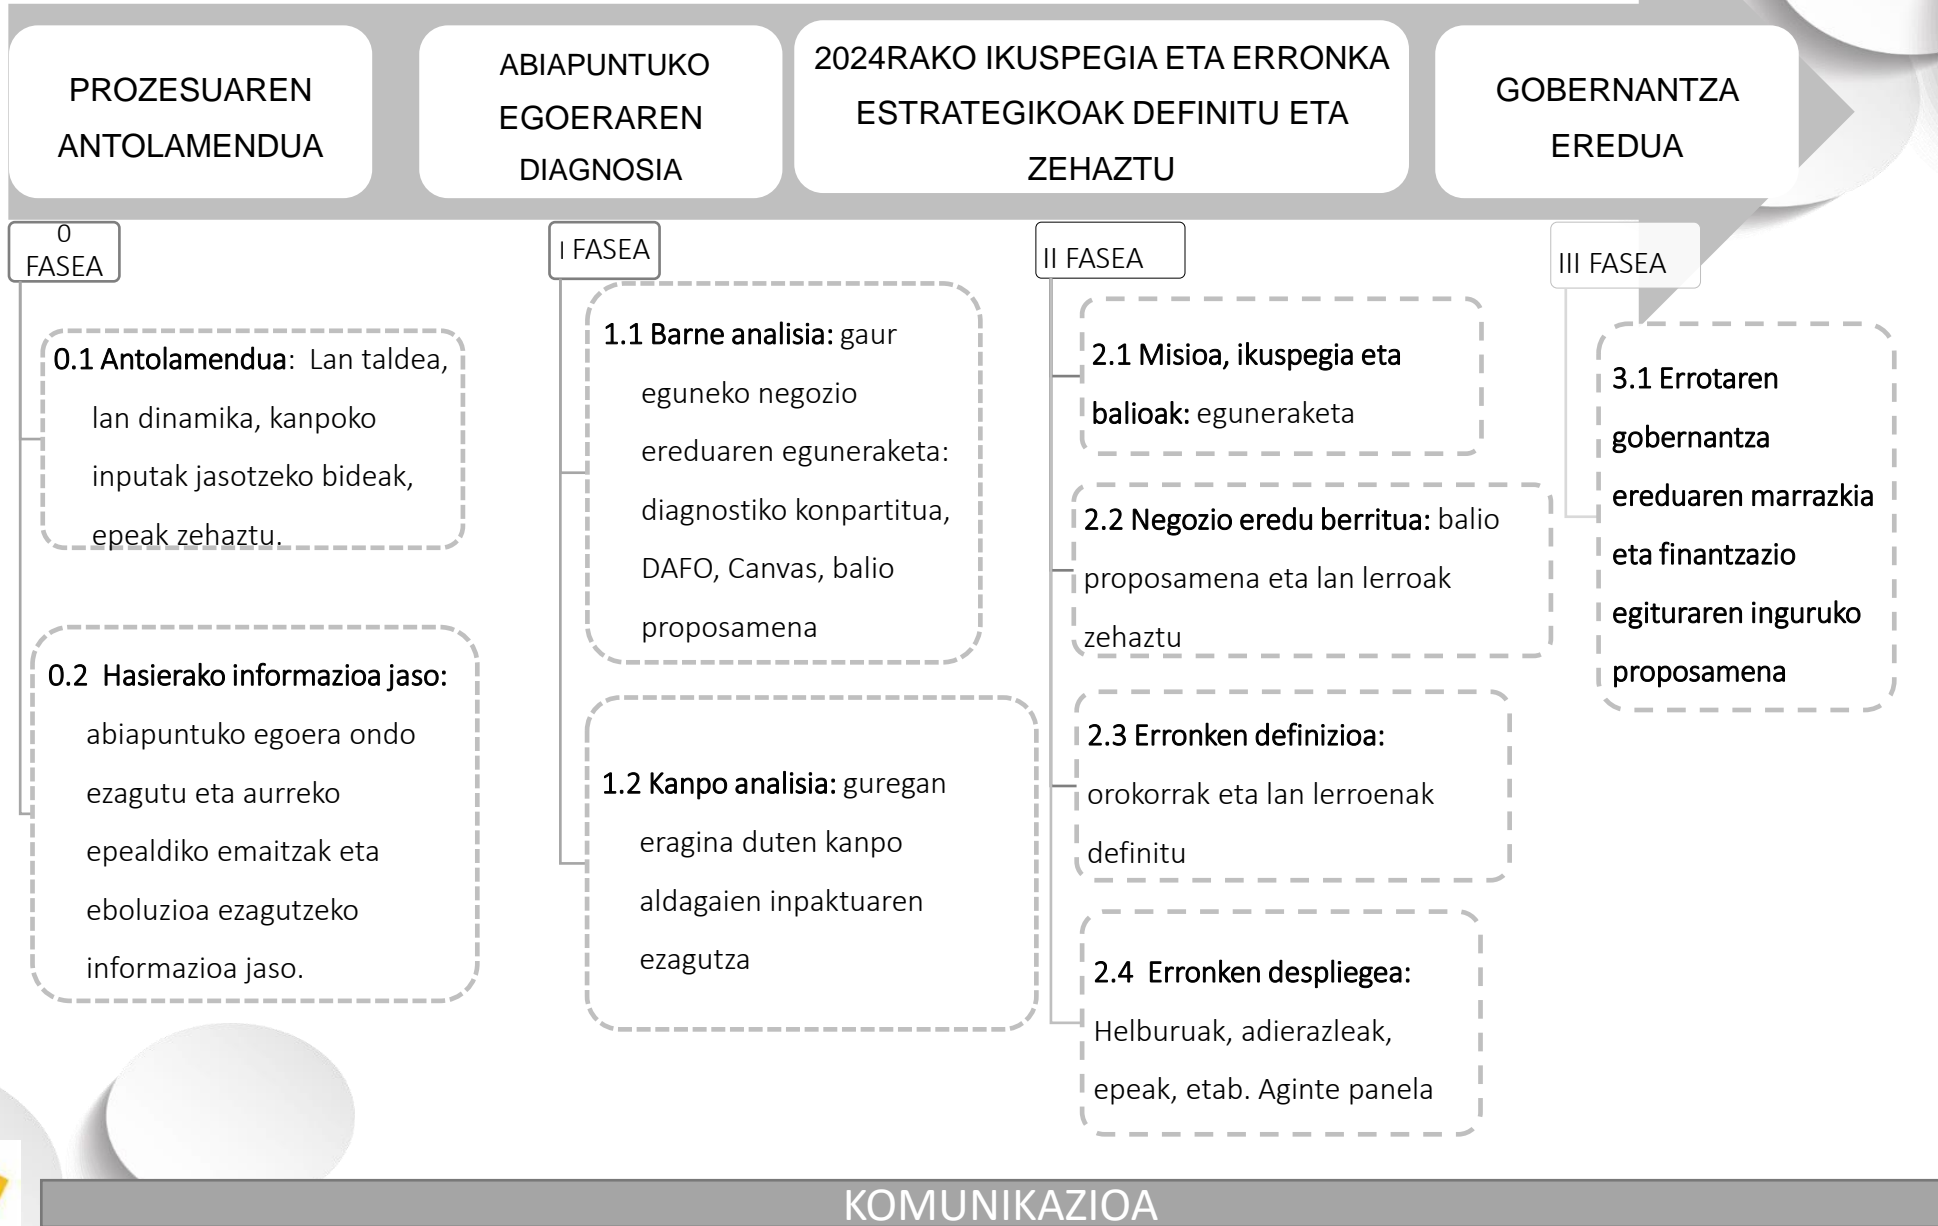 PROZESUAREN
ANTOLAMENDUA
ABIAPUNTUKO
EGOERAREN
DIAGNOSIA
2024RAKO IKUSPEGIA ETA ERRONKA
ESTRATEGIKOAK DEFINITU ETA
ZEHAZTU
GOBERNANTZA
EREDUA
0
FASEA
0.1 Antolamendua: Lan taldea,
lan dinamika, kanpoko
inputak jasotzeko bideak,
epeak zehaztu.
0.2 Hasierako informazioa jaso:
abiapuntuko egoera ondo
ezagutu eta aurreko
epealdiko emaitzak eta
eboluzioa ezagutzeko
informazioa jaso.
I FASEA
1.1 Barne analisia: gaur
eguneko negozio
ereduaren eguneraketa:
diagnostiko konpartitua,
DAFO, Canvas, balio
proposamena
1.2 Kanpo analisia: guregan
eragina duten kanpo
aldagaien inpaktuaren
ezagutza
II FASEA
2.1 Misioa, ikuspegia eta
balioak: eguneraketa
2.2 Negozio eredu berritua: balio
proposamena eta lan lerroak
zehaztu
2.3 Erronken definizioa:
orokorrak eta lan lerroenak
definitu
2.4 Erronken despliegea:
Helburuak, adierazleak,
epeak, etab. Aginte panela
III FASEA
3.1 Errotaren
gobernantza
ereduaren marrazkia
eta finantzazio
egituraren inguruko
proposamena
KOMUNIKAZIOA